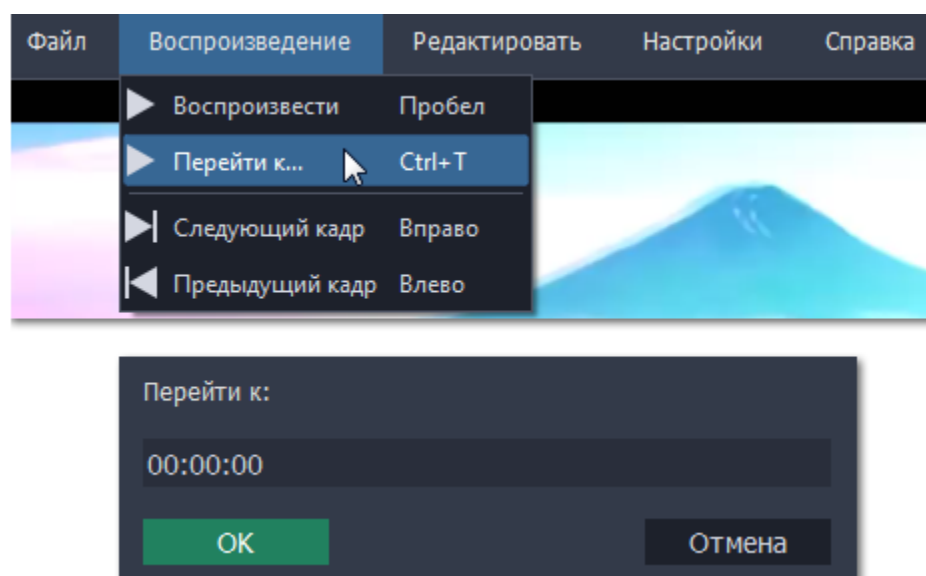 Файл Воспроизведение Редактировать Настройки Справка
Воспроизвести Пробел
Перейти к... Ctrl+T
Следующий кадр Вправо
Предыдущий кадр Влево
Перейти к:
00:00:00
OK Отмена